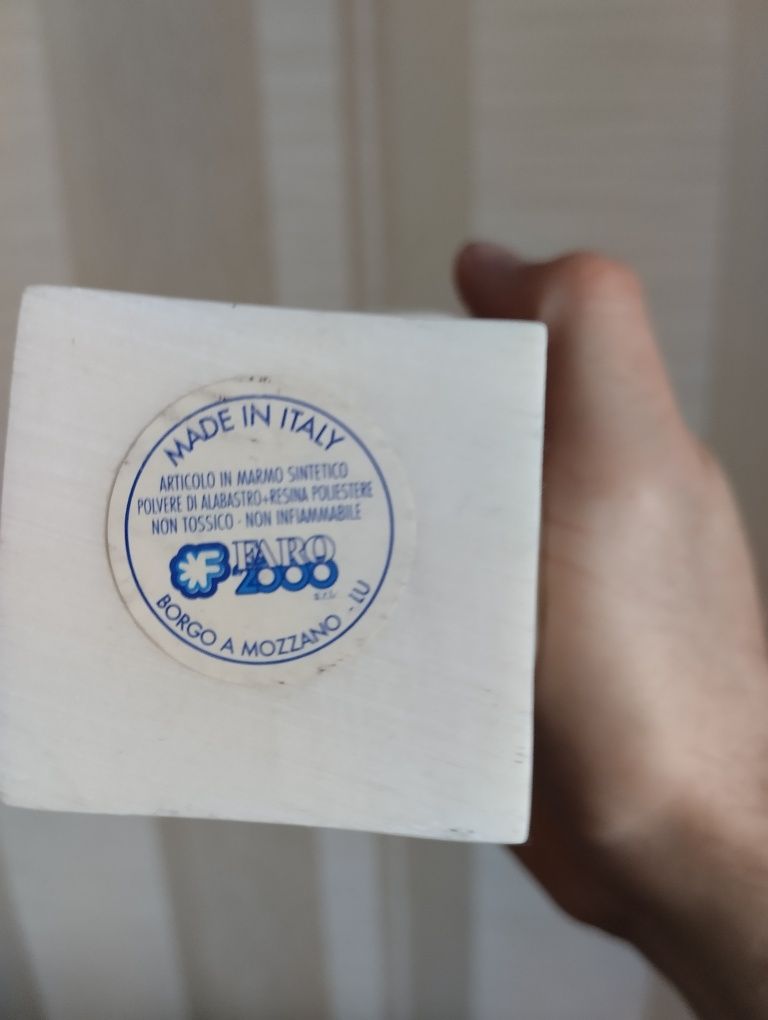 MADE IN ITALY
ARTICOLO IN MARMO SINTETICO
POLVERE DI ALABASTRO+RESINA POLIESTERE
NON TOSSICO - NON INFIAMMABILE
FARO
2000
s.r.l.
BORGO A MOZZANO - LU